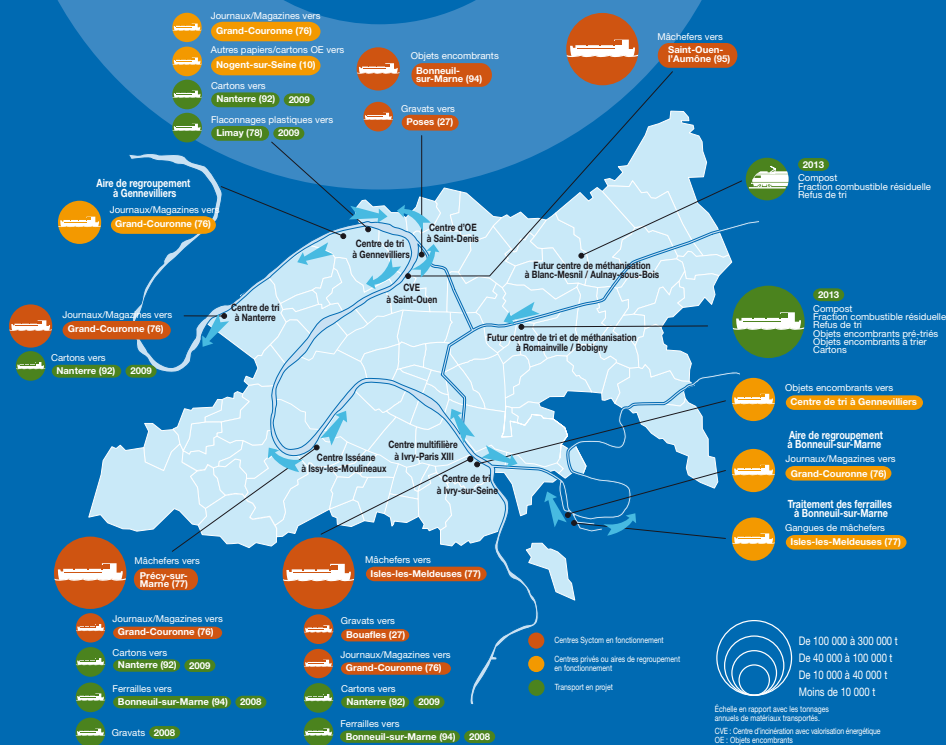 Journaux/Magazines vers
Grand-Couronne (76)
Autres papiers/cartons OE vers
Nogent-sur-Seine (10)
Cartons vers
Nanterre (92) 2009
Flaconnages plastiques vers
Limay (78) 2009
Objets encombrants
Bonneuil-
sur-Marne (94)
Gravats vers
Poses (27)
Mâchefers vers
Saint-Ouen-
l'Aumône (95)
2013
Compost
Fraction combustible résiduelle
Refus de tri
Aire de regroupement
à Gennevilliers
Journaux/Magazines vers
Grand-Couronne (76)
Centre de tri
à Gennevilliers
Centre d'OE
à Saint-Denis
CVE
à Saint-Ouen
Futur centre de méthanisation
à Blanc-Mesnil / Aulnay-sous-Bois
Journaux/Magazines vers
Grand-Couronne (76)
Cartons vers
Nanterre (92) 2009
Centre de tri
à Nanterre
Futur centre de tri et de méthanisation
à Romainville / Bobigny
2013
Compost
Fraction combustible résiduelle
Refus de tri
Objets encombrants pré-triés
Objets encombrants à trier
Cartons
Objets encombrants vers
Centre de tri à Gennevilliers
Aire de regroupement
à Bonneuil-sur-Marne
Journaux/Magazines vers
Grand-Couronne (76)
Traitement des ferrailles
à Bonneuil-sur-Marne
Gangues de mâchefers
Isles-les-Meldeuses (77)
Centre Isséane
à Issy-les-Moulineaux
Centre multifilière
à Ivry-Paris XIII
Centre de tri
à Ivry-sur-Seine
Mâchefers vers
Précy-sur-
Marne (77)
Journaux/Magazines vers
Grand-Couronne (76)
Cartons vers
Nanterre (92) 2009
Ferrailles vers
Bonneuil-sur-Marne (94) 2008
Gravats 2008
Mâchefers vers
Isles-les-Meldeuses (77)
Gravats vers
Bouafles (27)
Journaux/Magazines vers
Grand-Couronne (76)
Cartons vers
Nanterre (92) 2009
Ferrailles vers
Bonneuil-sur-Marne (94) 2008
Centres Syctom en fonctionnement
Centres privés ou aires de regroupement
en fonctionnement
Transport en projet
De 100 000 à 300 000 t
De 40 000 à 100 000 t
De 10 000 à 40 000 t
Moins de 10 000 t
Échelle en rapport avec les tonnages
annuels de matériaux transportés.
CVE : Centre d'incinération avec valorisation énergétique
OE : Objets encombrants